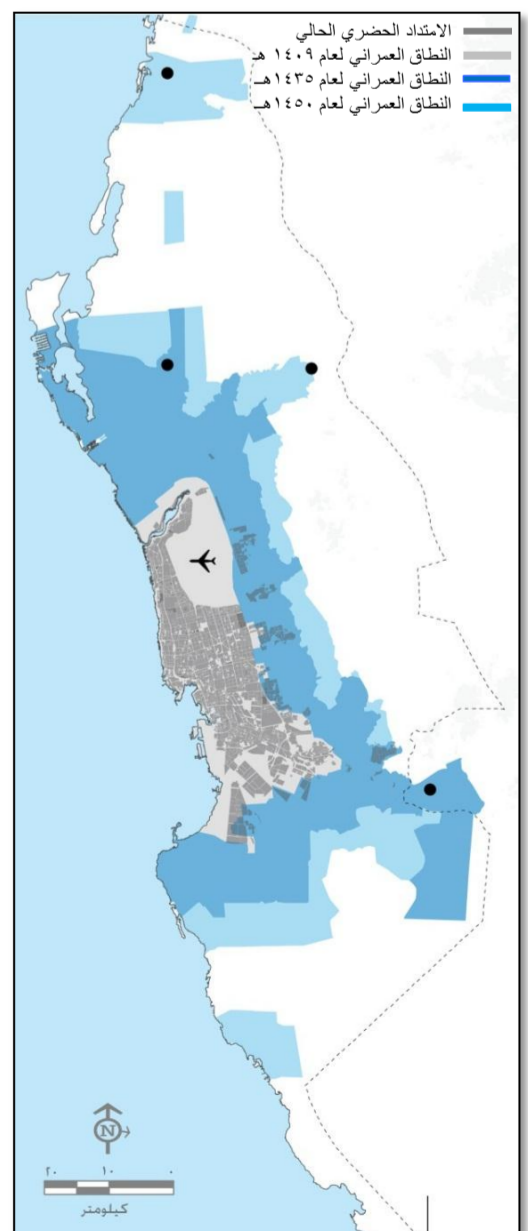 الامتداد الحضري الحالي
النطاق العمراني لعام ١٤٠٩ هـ
النطاق العمراني لعام ١٤٣٥هـ
النطاق العمراني لعام ١٤٥٠هـ
N
٢٠ ١٠ ٠
كيلومتر